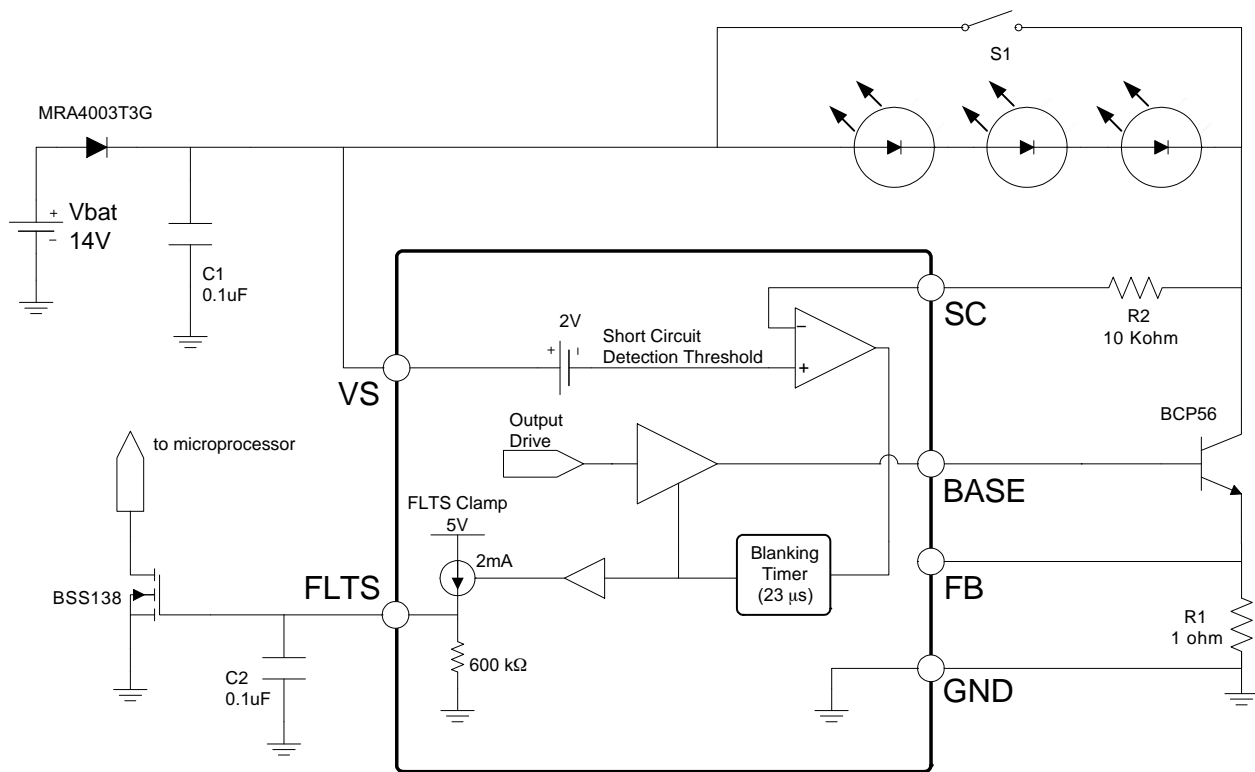 S1
MRA4003T3G
+
Vbat
−
14V
C1
0.1uF
SC
R2
10 Kohm
2V
+
ı
Short Circuit
Detection Threshold
−
+
VS
BCP56
Output
Drive
to microprocessor
BASE
FLTS Clamp
5V
2mA
Blanking
Timer
(23 μs)
FLTS
FB
BSS138
R1
1 ohm
600 kΩ
C2
0.1uF
GND